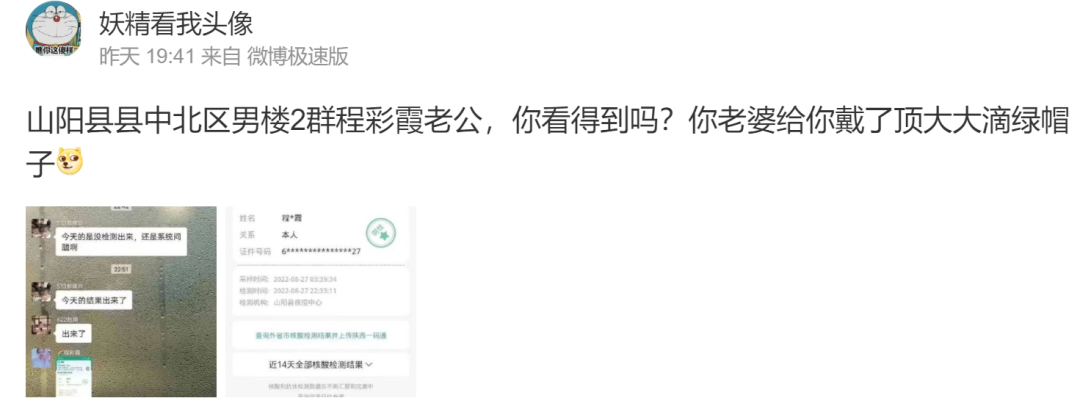 妖精看我头像
昨天 19:41 来自 微博极速版
山阳县县中北区男楼2群程彩霞老公，你看得到吗？你老婆给你戴了顶大大滴绿帽
子
今天的是没检测出来，还是系统问
题啊
22:51
今天的结果出来了
出来了
程彩霞
姓名 程*霞
关系 本人
证件号码 6***************27
采样时间: 2022-08-27 03:39:34
检测时间: 2022-08-27 22:33:11
检测机构: 山阳县疾控中心
查询外省市核酸检测结果并上传陕西一码通
近14天全部核酸检测结果